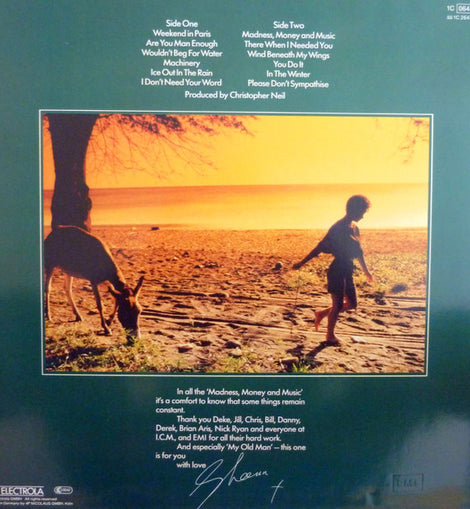 Side One
Weekend in Paris
Are You Man Enough
Wouldn't Beg For Water
Machinery
Ice Out In The Rain
I Don't Need Your Word
Side Two
Madness, Money and Music
There When I Needed You
Wind Beneath My Wings
You Do It
In The Winter
Please Don't Sympathise
Produced by Christopher Neil
1C 064
In all the 'Madness, Money and Music'
it's a comfort to know that some things remain
constant.
Thank you Deke, Jill, Chris, Bill, Danny,
Derek, Brian Aris, Nick Ryan and everyone at
I.C.M., and EMI for all their hard work.
And especially 'My Old Man' – this one
is for you
with love
Sheena
ELECTROLA